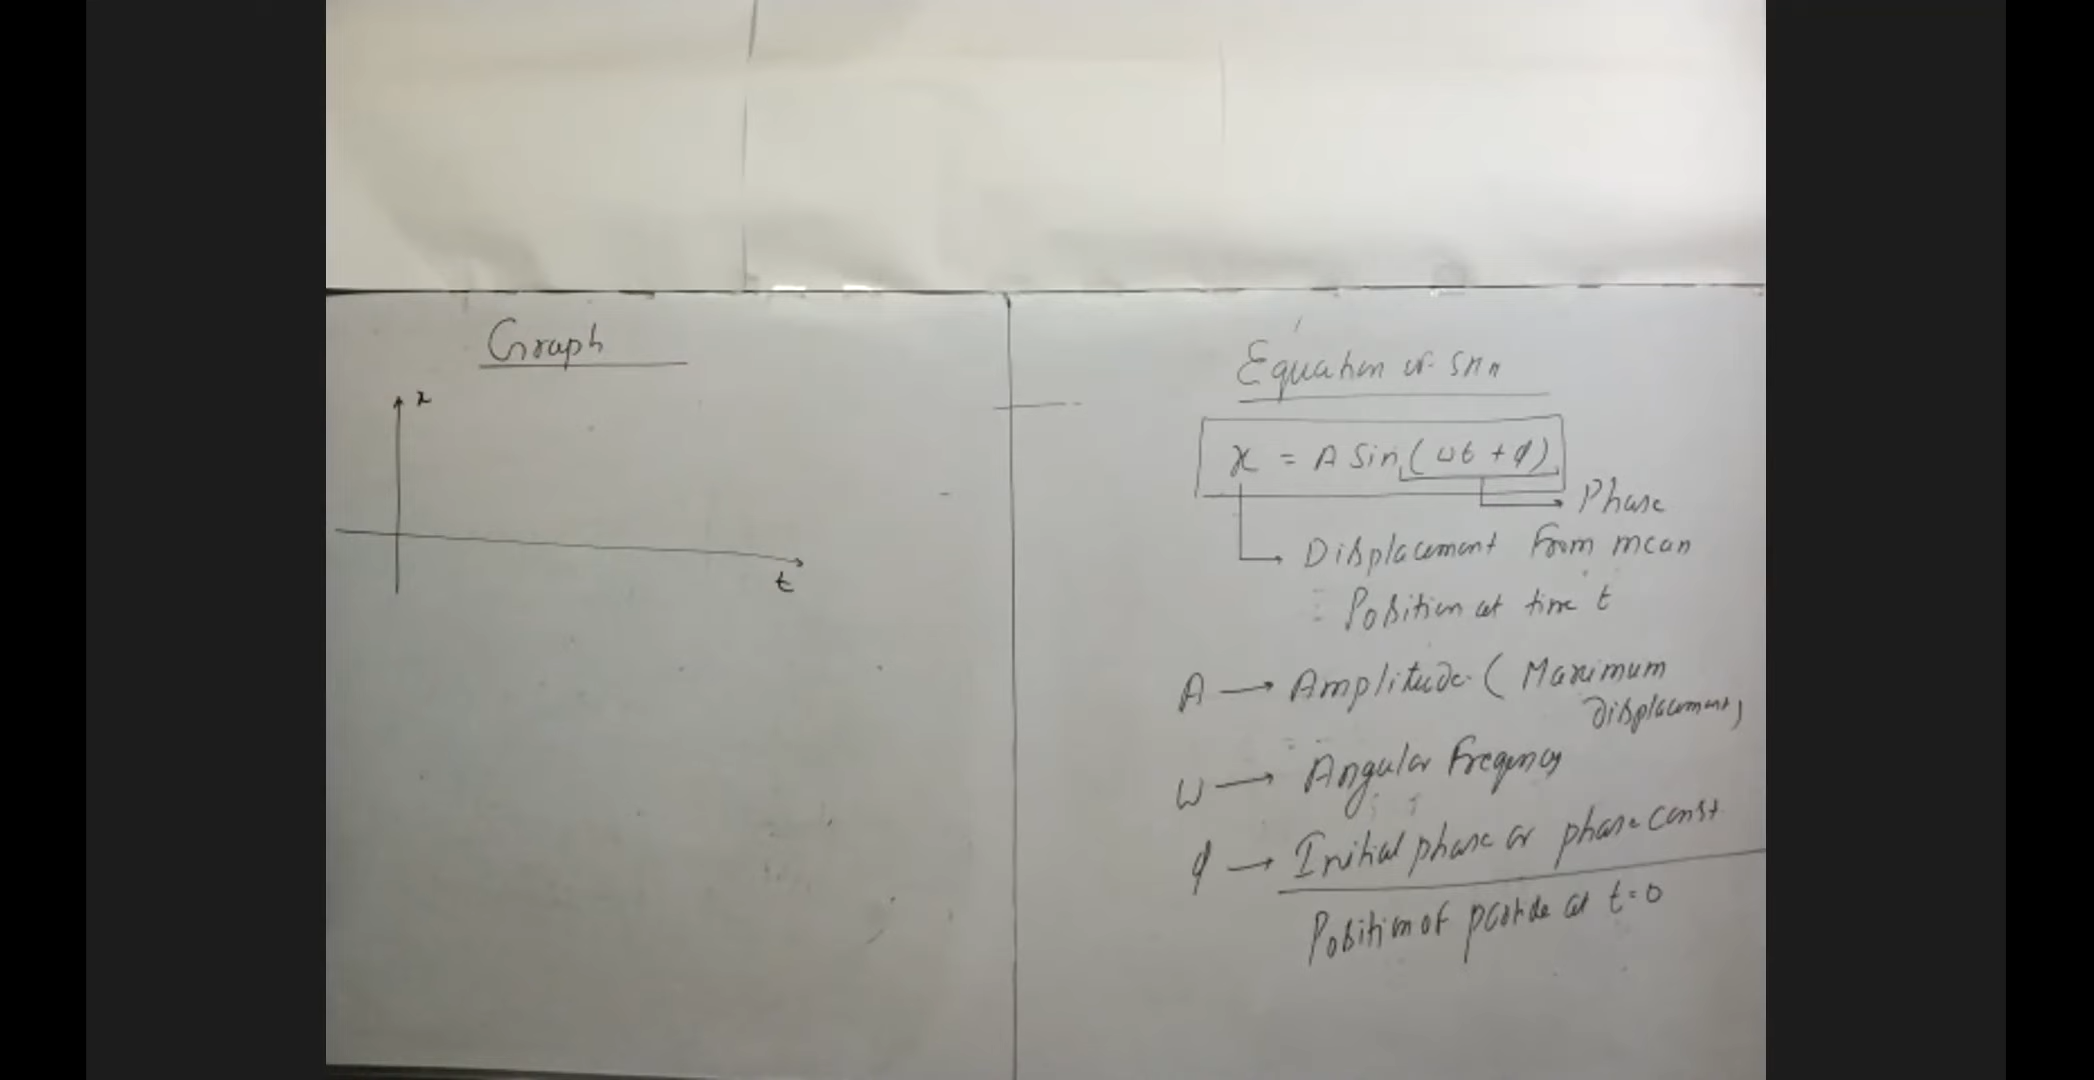 Graph
x
t
Equation of SHM
x = A Sin (ωt + φ)
Phase
Displacement From mean
Position at time t
A → Amplitude (Maximum
Displacement)
ω → Angular Freqency
φ → Initial phase or phase const
Position of particle at t=0